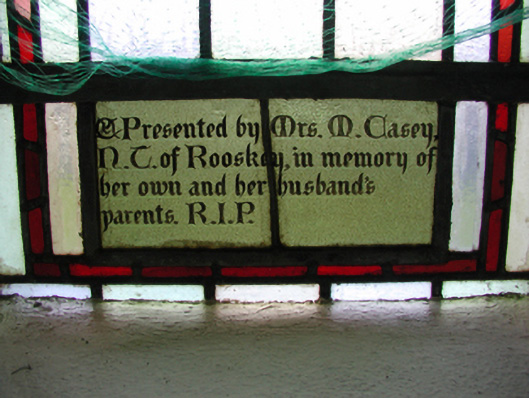 Presented by Mrs. M. Casey,
N.T. of Rooskey, in memory of
her own and her husband's
parents. R.I.P.